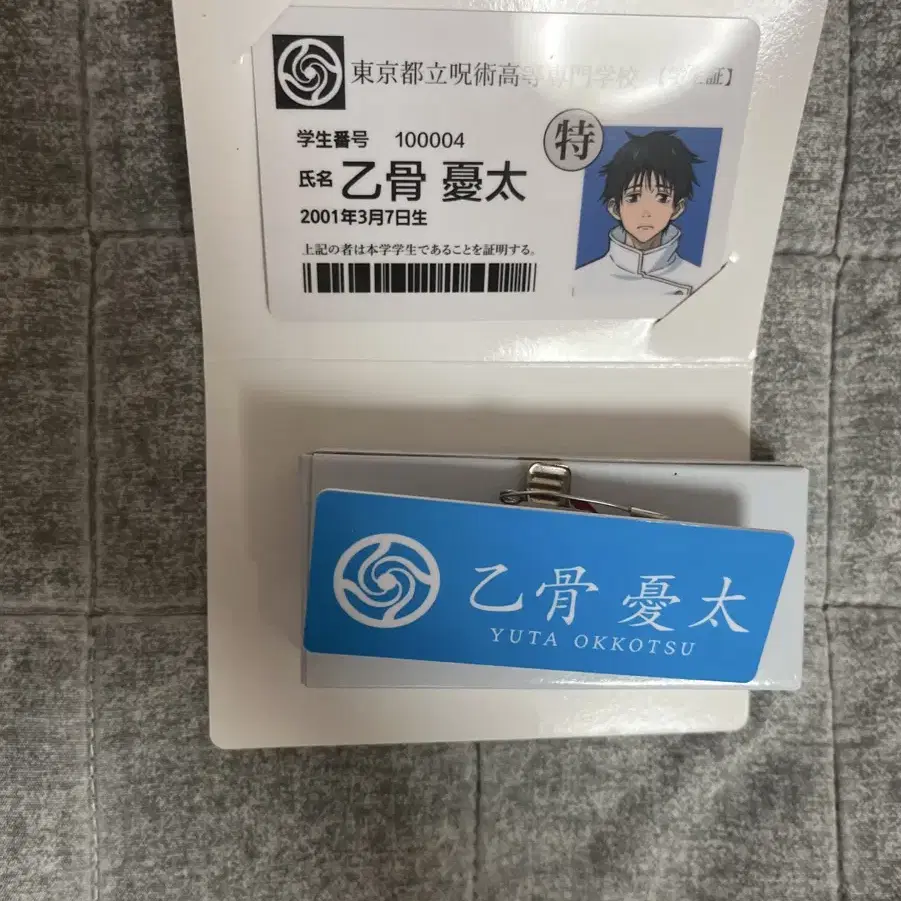 東京都立呪術高等専門学校 【学生証】
学生番号 100004
特
氏名 乙骨 憂太
2001年3月7日生
上記の者は本学学生であることを証明する。
乙骨 憂太
YUTA OKKOTSU